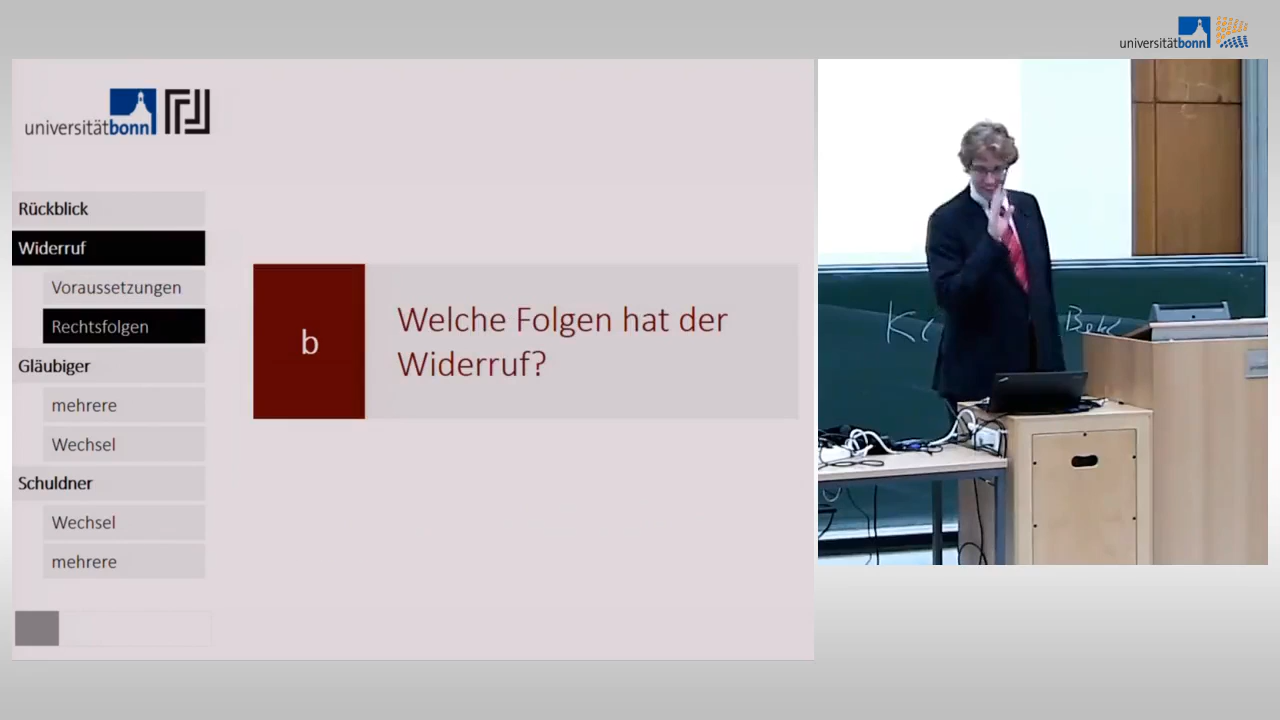 universitätbonn
universitätbonn
Rückblick
Widerruf
Voraussetzungen
Rechtsfolgen
Gläubiger
mehrere
Wechsel
Schuldner
Wechsel
mehrere
b
Welche Folgen hat der
Widerruf?